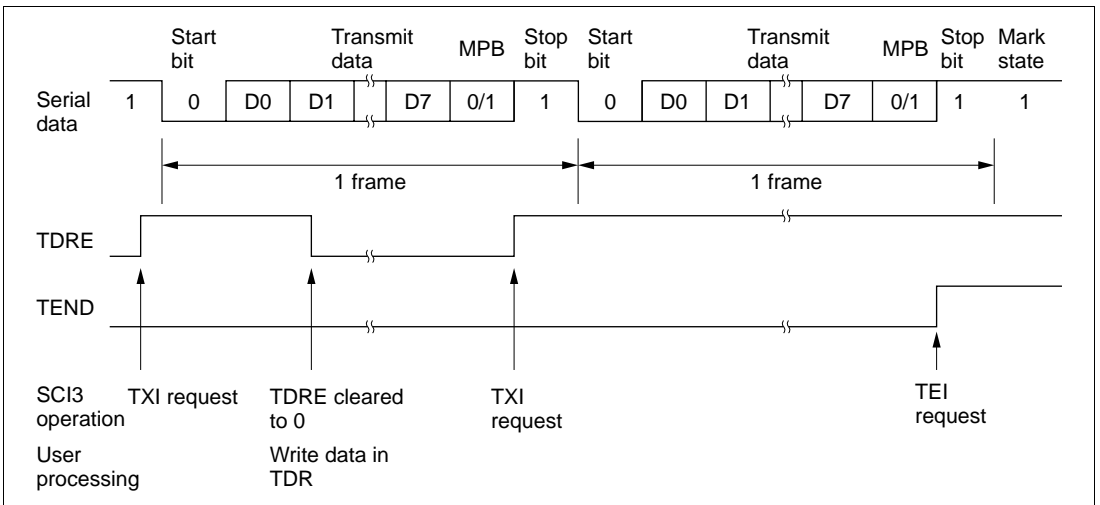 Start bit Transmit data MPB Stop bit Start bit Transmit data MPB Stop bit Mark state
Serial data 1 0 D0 D1 D7 0/1 1 0 D0 D1 D7 0/1 1 1
1 frame 1 frame
TDRE
TEND
SCI3 operation TXI request TDRE cleared to 0 TXI request TEI request
User processing Write data in TDR